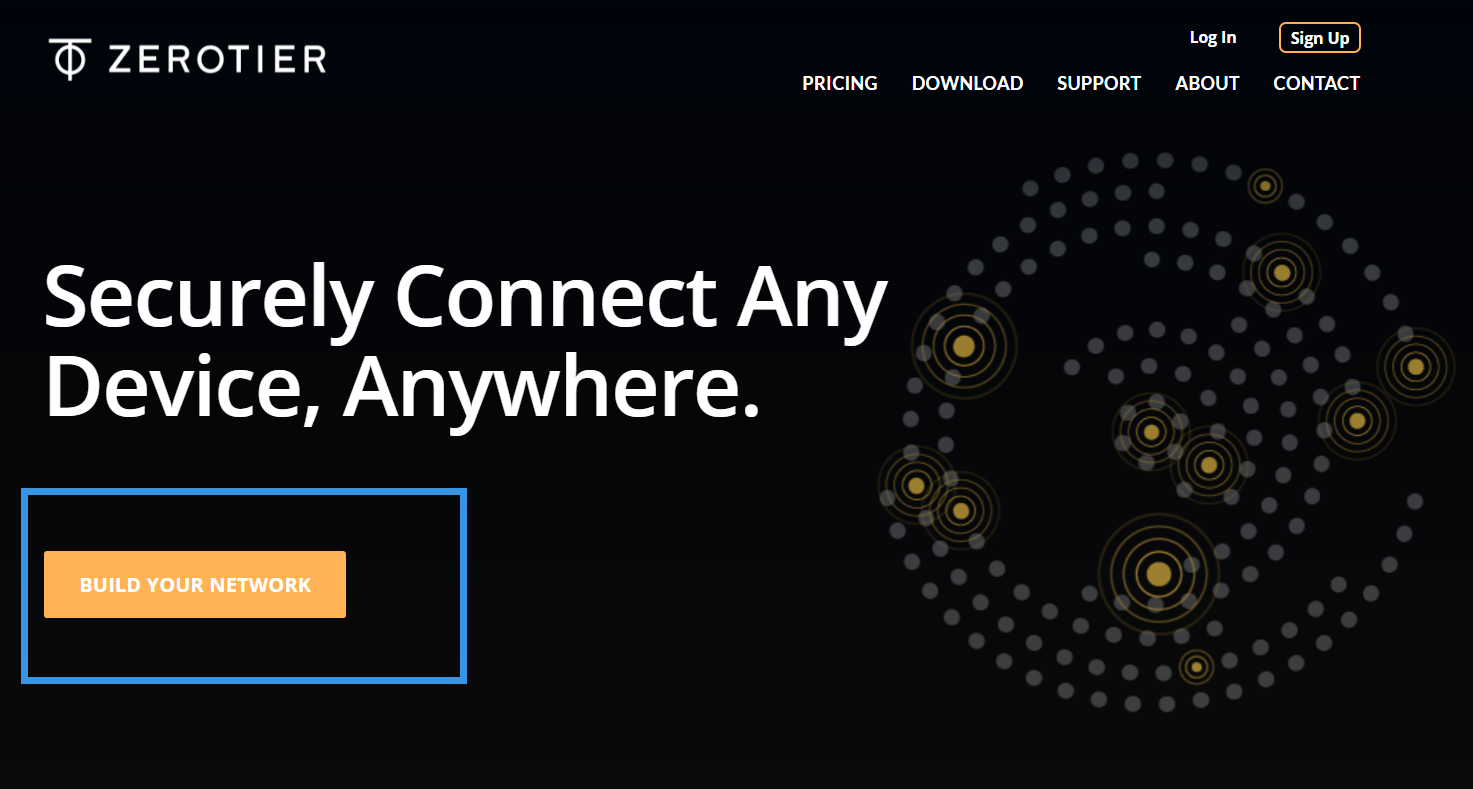 ZEROTIER
Log In
Sign Up
PRICING
DOWNLOAD
SUPPORT
ABOUT
CONTACT
Securely Connect Any
Device, Anywhere.
BUILD YOUR NETWORK